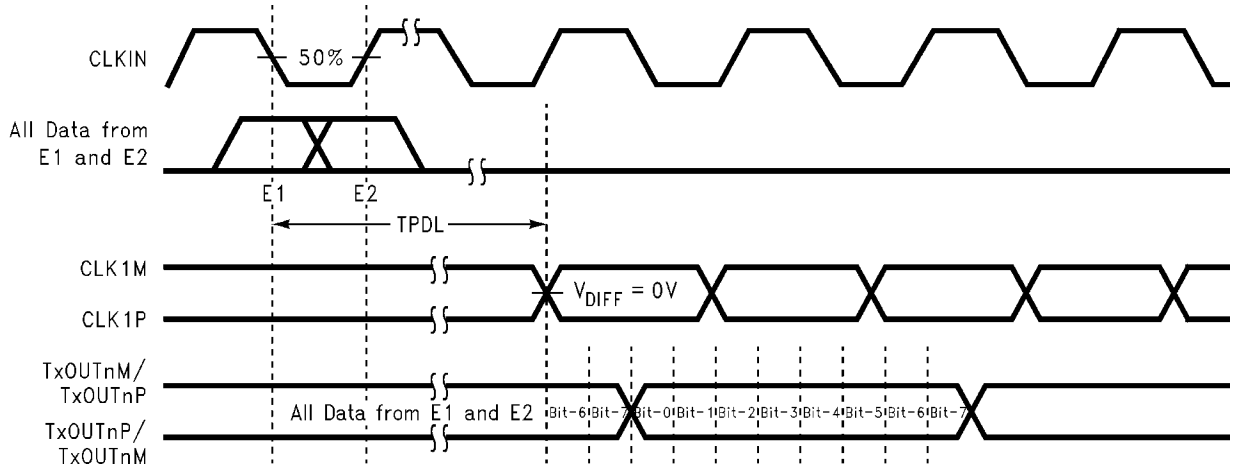 CLKIN
50%
All Data from
E1 and E2
E1
E2
TPDL
CLK1M
V_DIFF = 0V
CLK1P
TxOUTnM/
TxOUTnP
All Data from E1 and E2
Bit-6 Bit-7 Bit-0 Bit-1 Bit-2 Bit-3 Bit-4 Bit-5 Bit-6 Bit-7
TxOUTnP/
TxOUTnM